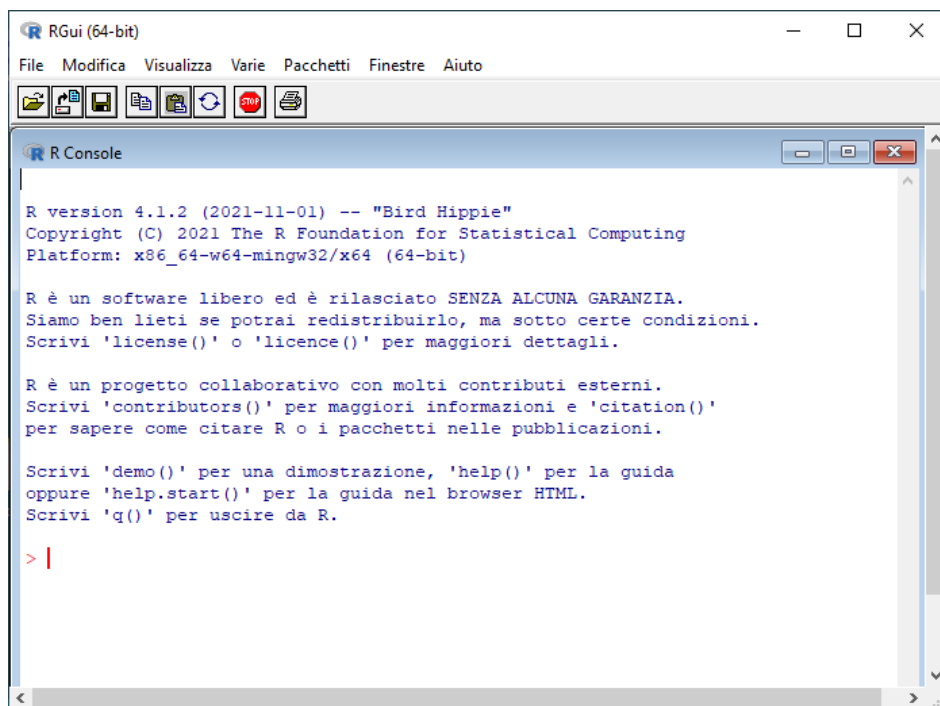 RGui (64-bit)
File Modifica Visualizza Varie Pacchetti Finestre Aiuto
STOP
R Console
R version 4.1.2 (2021-11-01) -- "Bird Hippie"
Copyright (C) 2021 The R Foundation for Statistical Computing
Platform: x86_64-w64-mingw32/x64 (64-bit)
R è un software libero ed è rilasciato SENZA ALCUNA GARANZIA.
Siamo ben lieti se potrai redistribuirlo, ma sotto certe condizioni.
Scrivi 'license()' o 'licence()' per maggiori dettagli.
R è un progetto collaborativo con molti contributi esterni.
Scrivi 'contributors()' per maggiori informazioni e 'citation()'
per sapere come citare R o i pacchetti nelle pubblicazioni.
Scrivi 'demo()' per una dimostrazione, 'help()' per la guida
oppure 'help.start()' per la guida nel browser HTML.
Scrivi 'q()' per uscire da R.
>